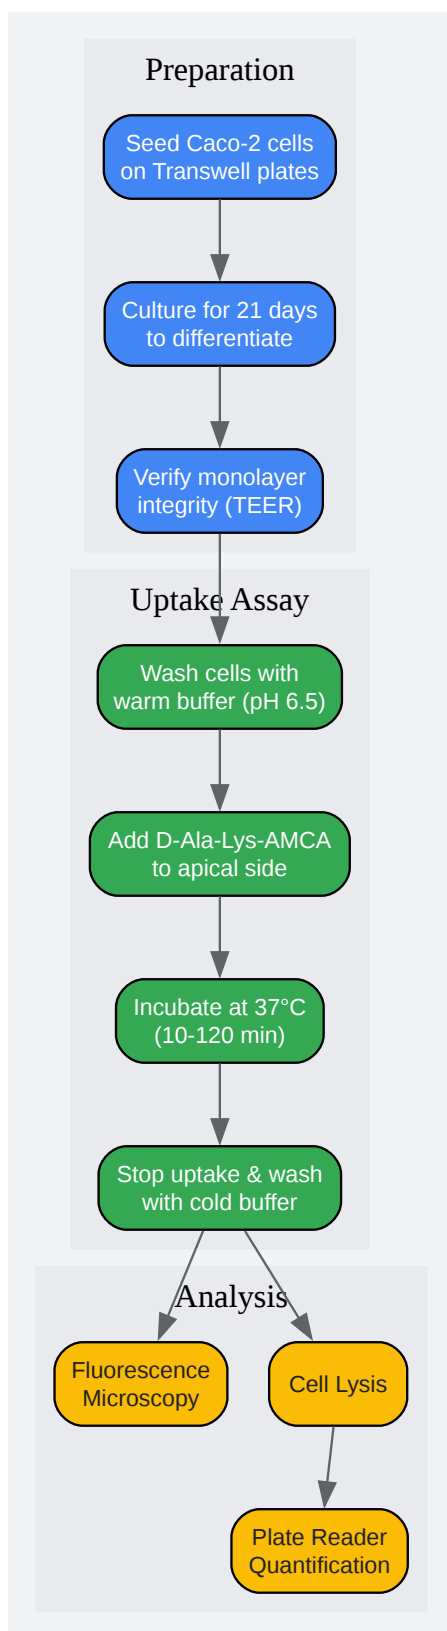 Preparation
Seed Caco-2 cells
on Transwell plates
Culture for 21 days
to differentiate
Verify monolayer
integrity (TEER)
Uptake Assay
Wash cells with
warm buffer (pH 6.5)
Add D-Ala-Lys-AMCA
to apical side
Incubate at 37°C
(10-120 min)
Stop uptake & wash
with cold buffer
Analysis
Fluorescence
Microscopy
Cell Lysis
Plate Reader
Quantification